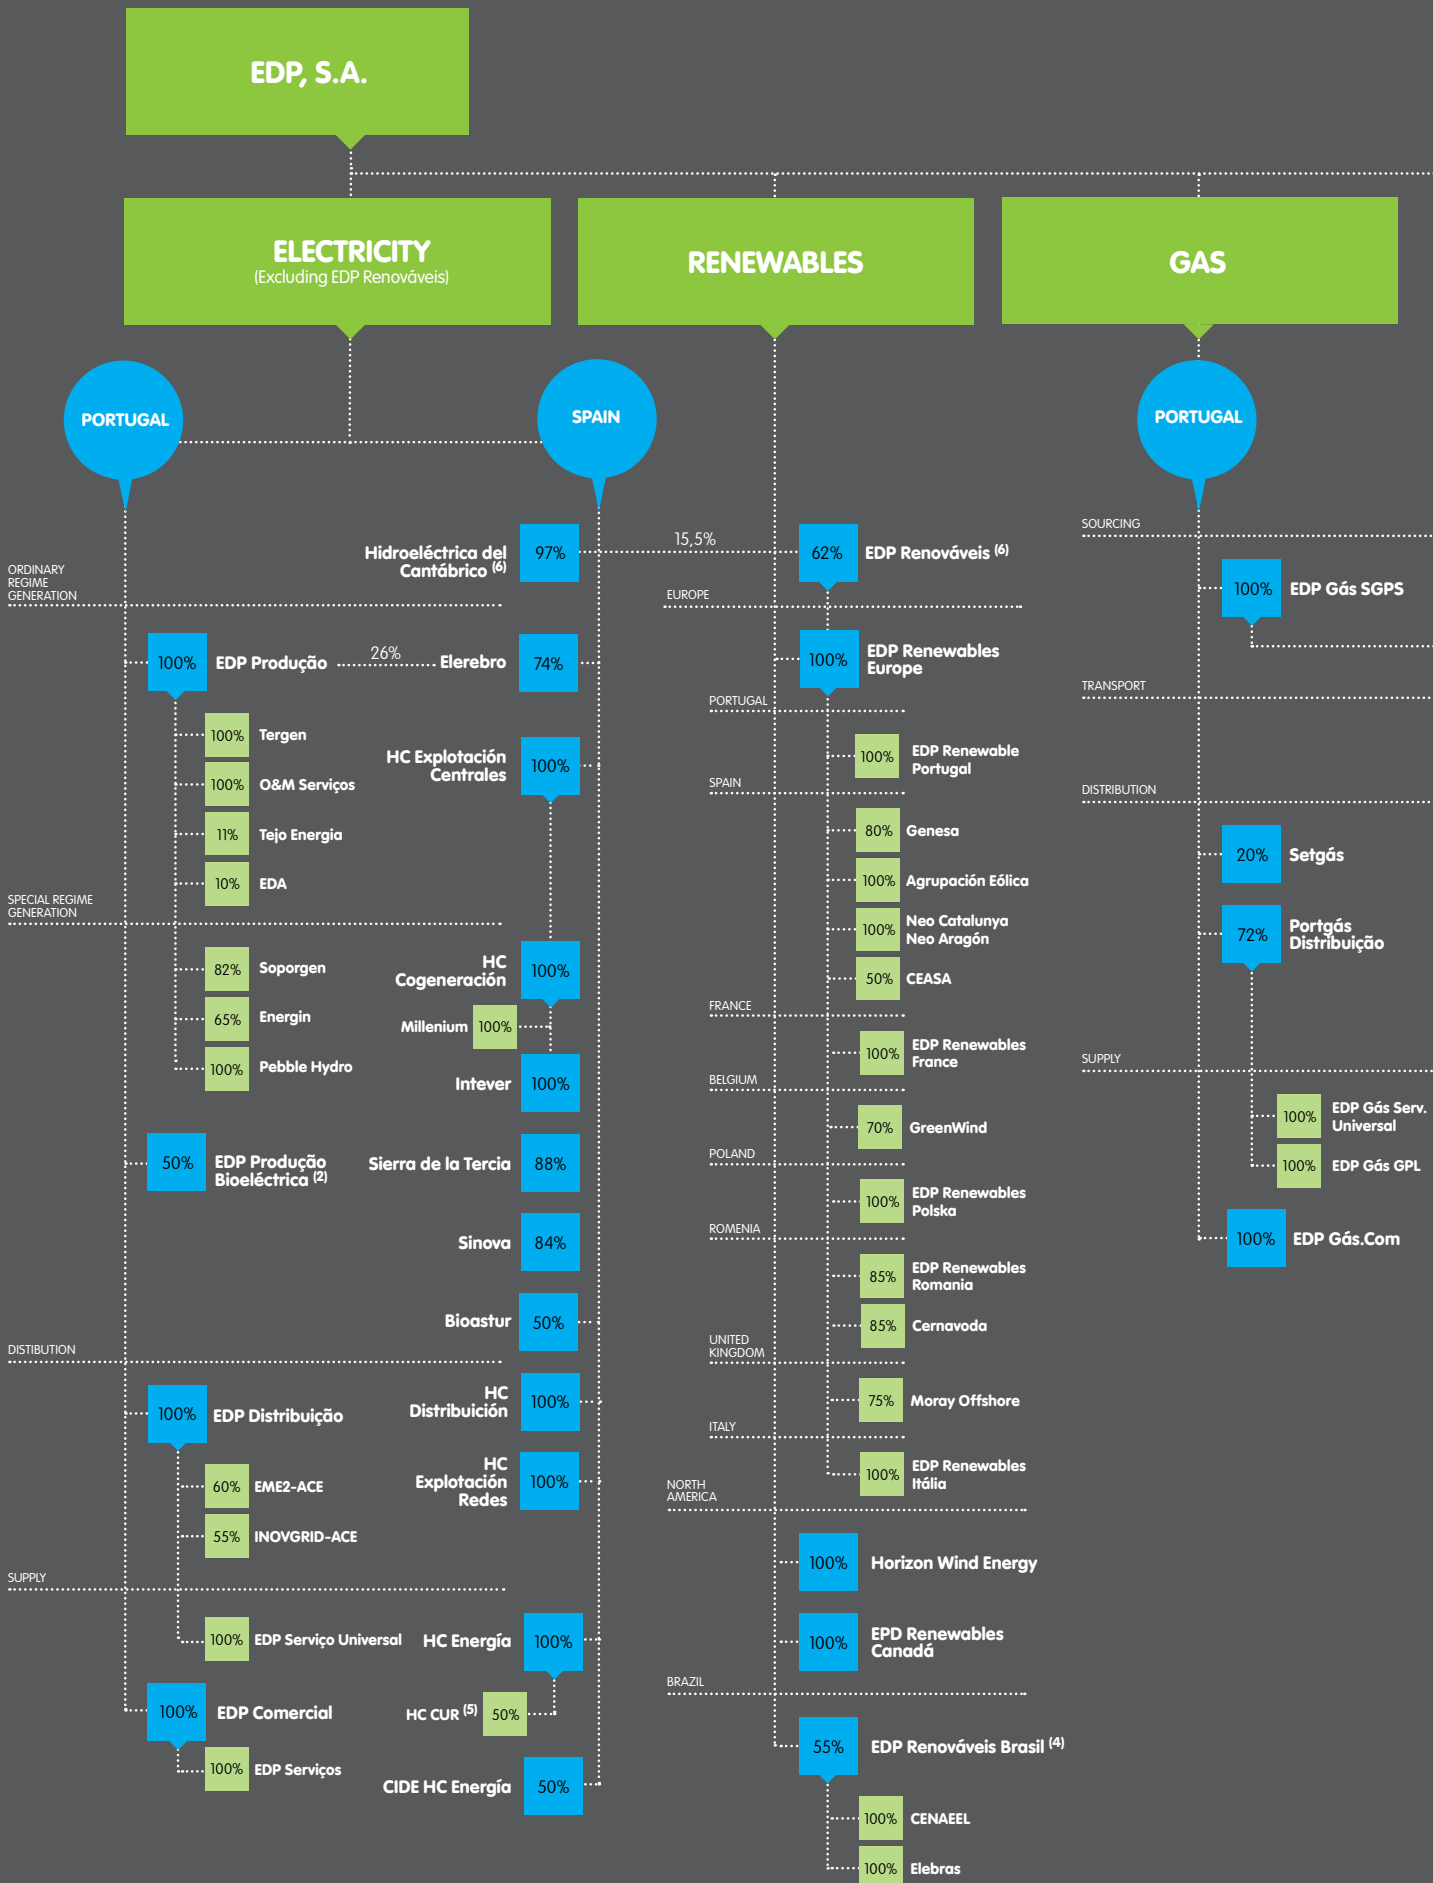 EDP, S.A.
ELECTRICITY
(Excluding EDP Renováveis)
RENEWABLES
GAS
PORTUGAL
SPAIN
PORTUGAL
ORDINARY
REGIME
GENERATION
Hidroeléctrica del
Cantábrico (6)
97%
15,5%
100%
EDP Produção
26%
Elerebro
74%
100%
Tergen
100%
O&M Serviços
11%
Tejo Energia
10%
EDA
HC Explotación
Centrales
100%
SPECIAL REGIME
GENERATION
82%
Soporgen
65%
Energin
100%
Pebble Hydro
HC
Cogeneración
100%
Millenium
100%
Intever
100%
50%
EDP Produção
Bioeléctrica (2)
Sierra de la Tercia
88%
Sinova
84%
Bioastur
50%
DISTIBUTION
100%
EDP Distribuição
60%
EME2-ACE
55%
INOVGRID-ACE
HC
Distribuición
100%
HC
Explotación
Redes
100%
SUPPLY
100%
EDP Serviço Universal
HC Energía
100%
HC CUR (5)
50%
100%
EDP Comercial
100%
EDP Serviços
CIDE HC Energía
50%
62%
EDP Renováveis (6)
EUROPE
100%
EDP Renewables
Europe
PORTUGAL
100%
EDP Renewable
Portugal
SPAIN
80%
Genesa
100%
Agrupación Eólica
100%
Neo Catalunya
Neo Aragón
50%
CEASA
FRANCE
100%
EDP Renewables
France
BELGIUM
70%
GreenWind
POLAND
100%
EDP Renewables
Polska
ROMENIA
85%
EDP Renewables
Romania
85%
Cernavoda
UNITED
KINGDOM
75%
Moray Offshore
ITALY
100%
EDP Renewables
Itália
NORTH
AMERICA
100%
Horizon Wind Energy
100%
EPD Renewables
Canadá
BRAZIL
55%
EDP Renováveis Brasil (4)
100%
CENAEEL
100%
Elebras
SOURCING
100%
EDP Gás SGPS
TRANSPORT
DISTRIBUTION
20%
Setgás
72%
Portgás
Distribuição
SUPPLY
100%
EDP Gás Serv.
Universal
100%
EDP Gás GPL
100%
EDP Gás.Com